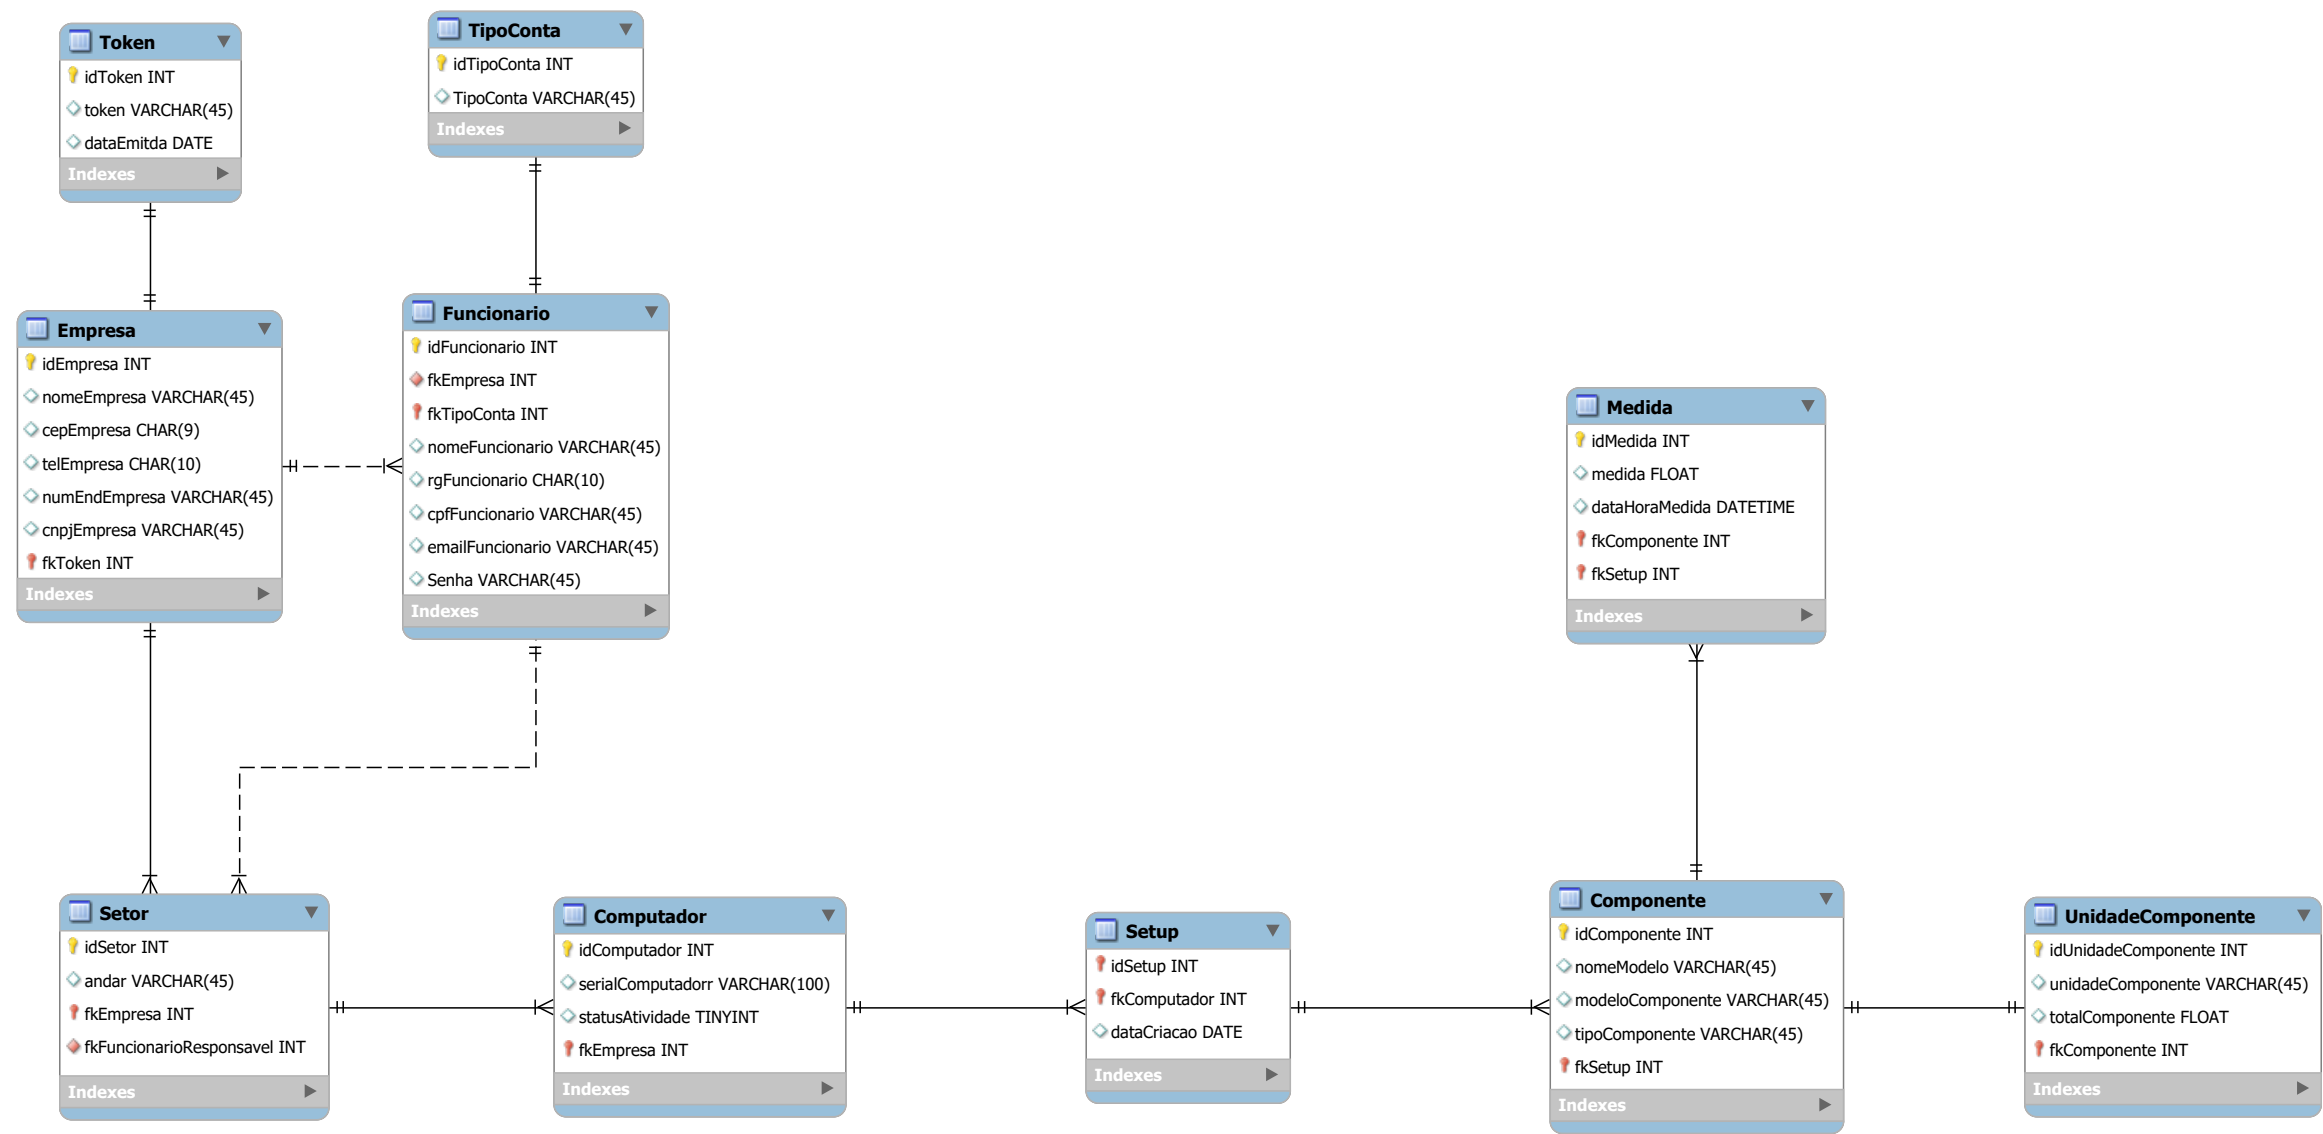 Token
idToken INT
token VARCHAR(45)
dataEmitda DATE
Indexes
TipoConta
idTipoConta INT
TipoConta VARCHAR(45)
Indexes
Empresa
idEmpresa INT
nomeEmpresa VARCHAR(45)
cepEmpresa CHAR(9)
telEmpresa CHAR(10)
numEndEmpresa VARCHAR(45)
cnpjEmpresa VARCHAR(45)
fkToken INT
Indexes
Funcionario
idFuncionario INT
fkEmpresa INT
fkTipoConta INT
nomeFuncionario VARCHAR(45)
rgFuncionario CHAR(10)
cpfFuncionario VARCHAR(45)
emailFuncionario VARCHAR(45)
Senha VARCHAR(45)
Indexes
Medida
idMedida INT
medida FLOAT
dataHoraMedida DATETIME
fkComponente INT
fkSetup INT
Indexes
Setor
idSetor INT
andar VARCHAR(45)
fkEmpresa INT
fkFuncionarioResponsavel INT
Indexes
Computador
idComputador INT
serialComputadorr VARCHAR(100)
statusAtividade TINYINT
fkEmpresa INT
Indexes
Setup
idSetup INT
fkComputador INT
dataCriacao DATE
Indexes
Componente
idComponente INT
nomeModelo VARCHAR(45)
modeloComponente VARCHAR(45)
tipoComponente VARCHAR(45)
fkSetup INT
Indexes
UnidadeComponente
idUnidadeComponente INT
unidadeComponente VARCHAR(45)
totalComponente FLOAT
fkComponente INT
Indexes